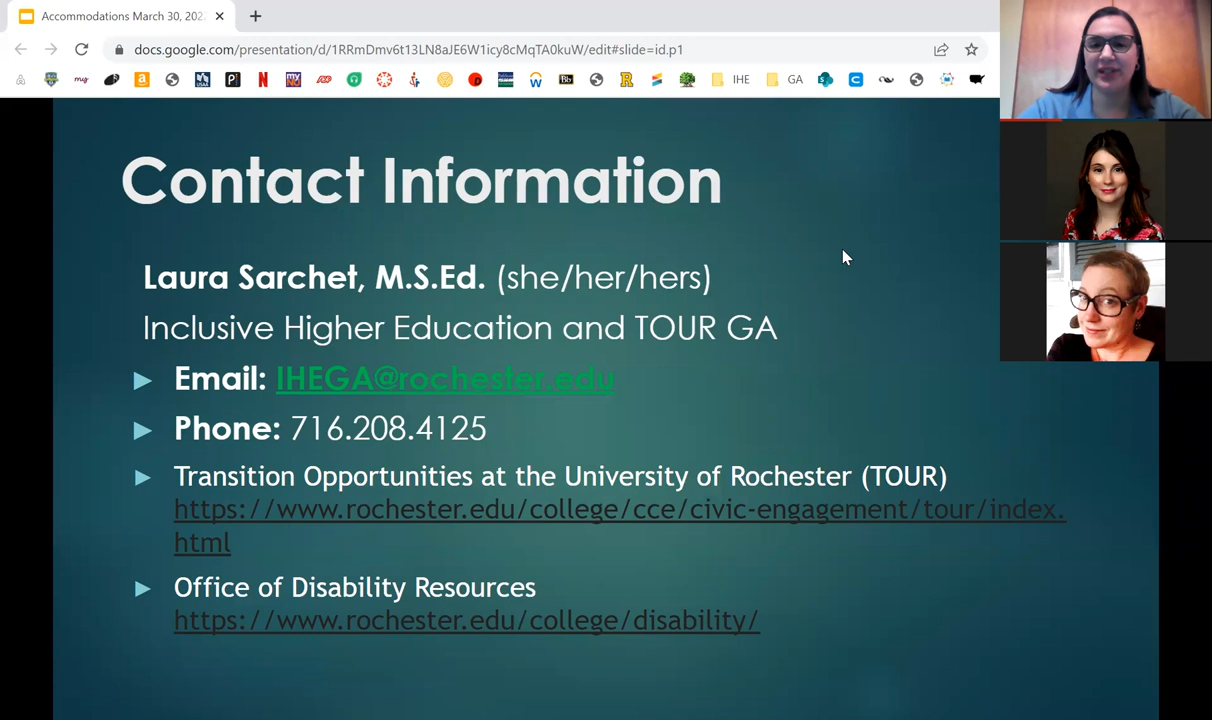 Accommodations March 30, 202
docs.google.com/presentation/d/1RRmDmv6t13LN8aJE6W1icy8cMqTA0kuW/edit#slide=id.p1
IHE GA
Contact Information
Laura Sarchet, M.S.Ed. (she/her/hers)
Inclusive Higher Education and TOUR GA
Email: IHEGA@rochester.edu
Phone: 716.208.4125
Transition Opportunities at the University of Rochester (TOUR)
https://www.rochester.edu/college/cce/civic-engagement/tour/index.
html
Office of Disability Resources
https://www.rochester.edu/college/disability/